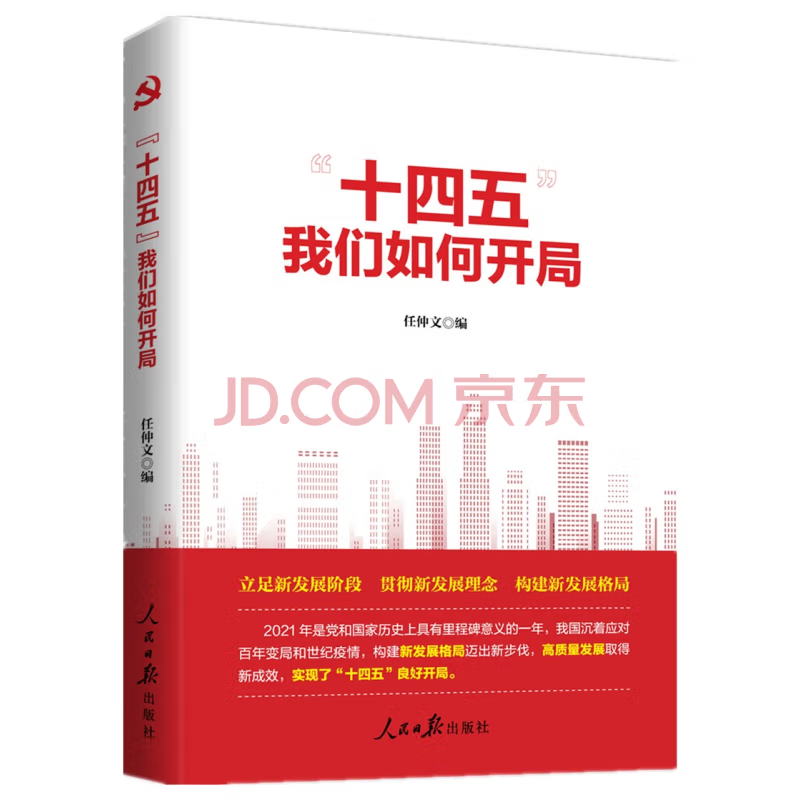 “十四五”
我们如何开局
任仲文◎编
JD.COM 京东
立足新发展阶段 贯彻新发展理念 构建新发展格局
2021年是党和国家历史上具有里程碑意义的一年，我国沉着应对
百年变局和世纪疫情，构建新发展格局迈出新步伐，高质量发展取得
新成效，实现了“十四五”良好开局。
人民日报出版社
『十四五』我们如何开局
任仲文◎编
人民日报出版社